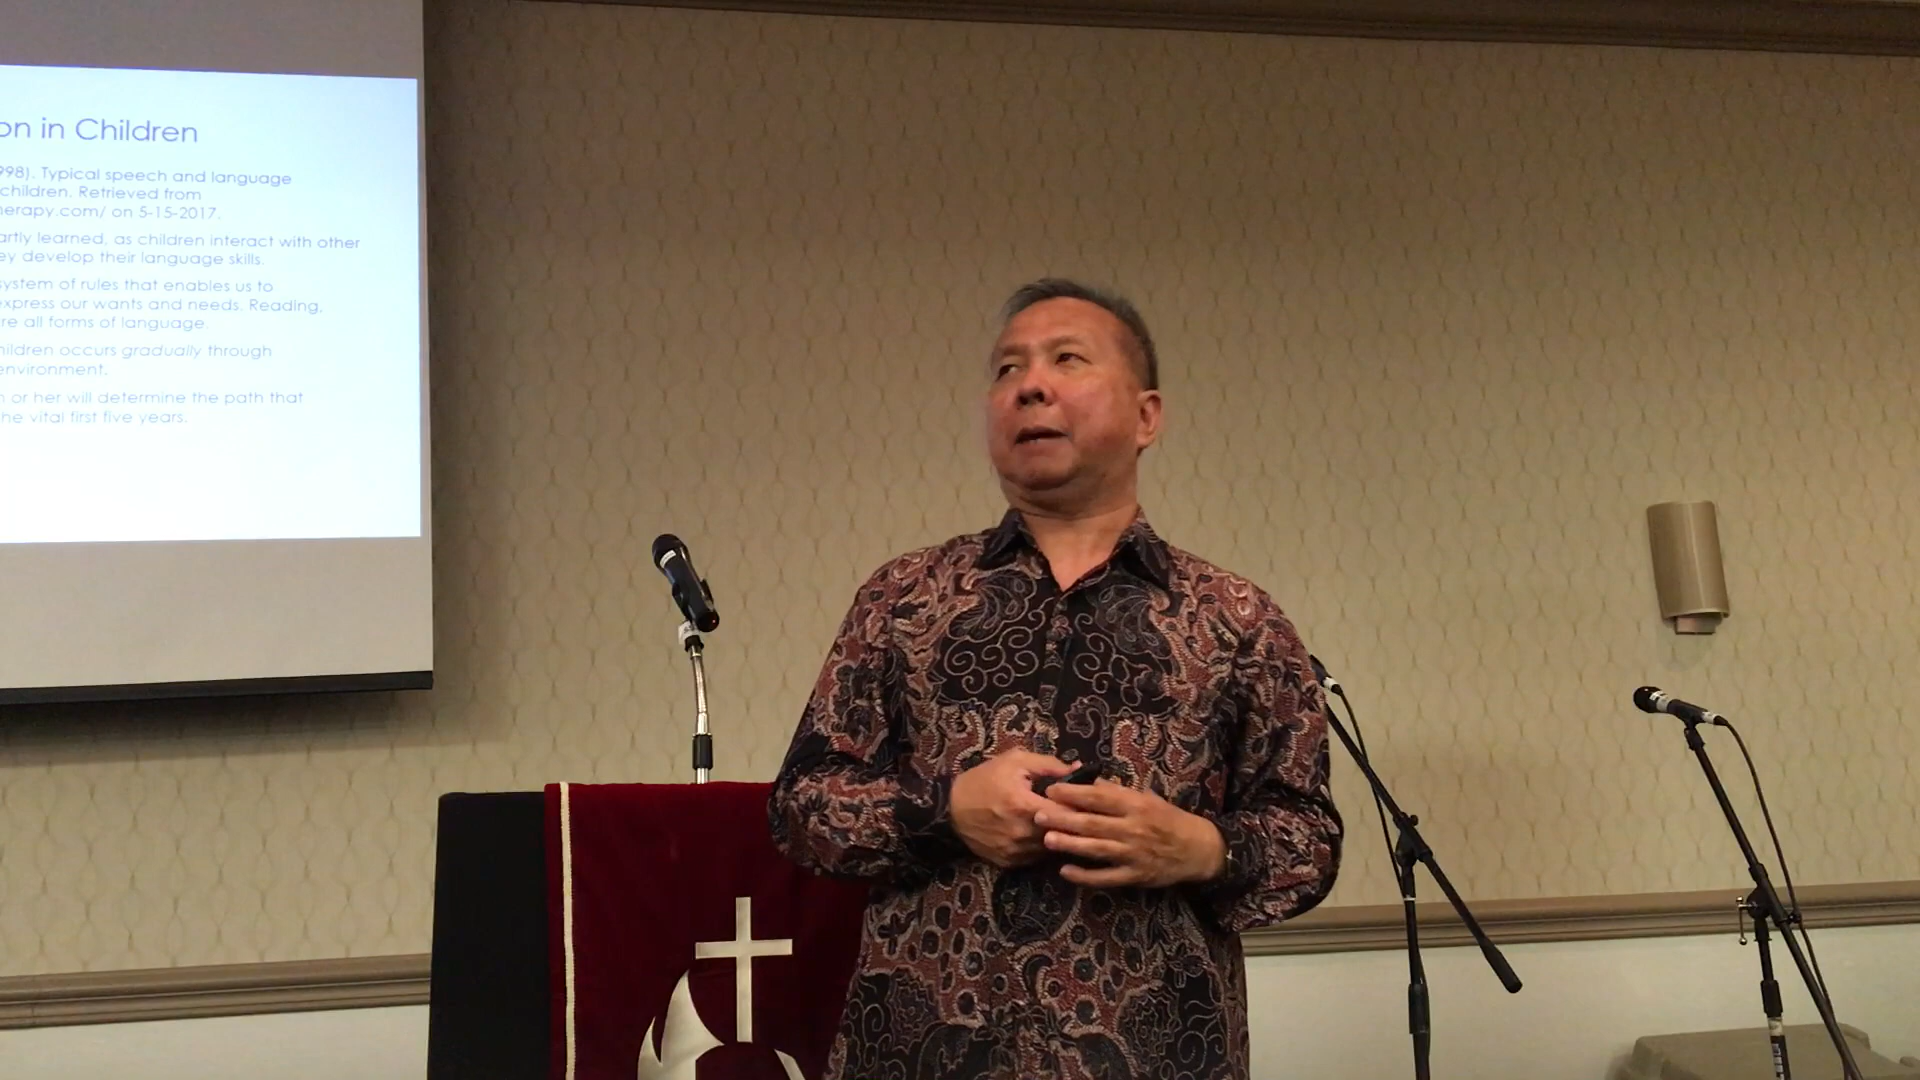 on in Children
998). Typical speech and language
children. Retrieved from
herapy.com/ on 5-15-2017.
artly learned, as children interact with other
ey develop their language skills.
system of rules that enables us to
express our wants and needs. Reading,
re all forms of language.
hildren occurs gradually through
environment.
or her will determine the path that
he vital first five years.